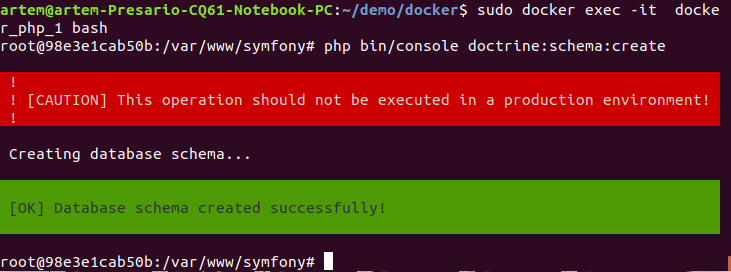 artem@artem-Presario-CQ61-Notebook-PC:~/demo/docker$ sudo docker exec -it  docke
r_php_1 bash
root@98e3e1cab50b:/var/www/symfony# php bin/console doctrine:schema:create
!
! [CAUTION] This operation should not be executed in a production environment!
!
Creating database schema...
[OK] Database schema created successfully!
root@98e3e1cab50b:/var/www/symfony#